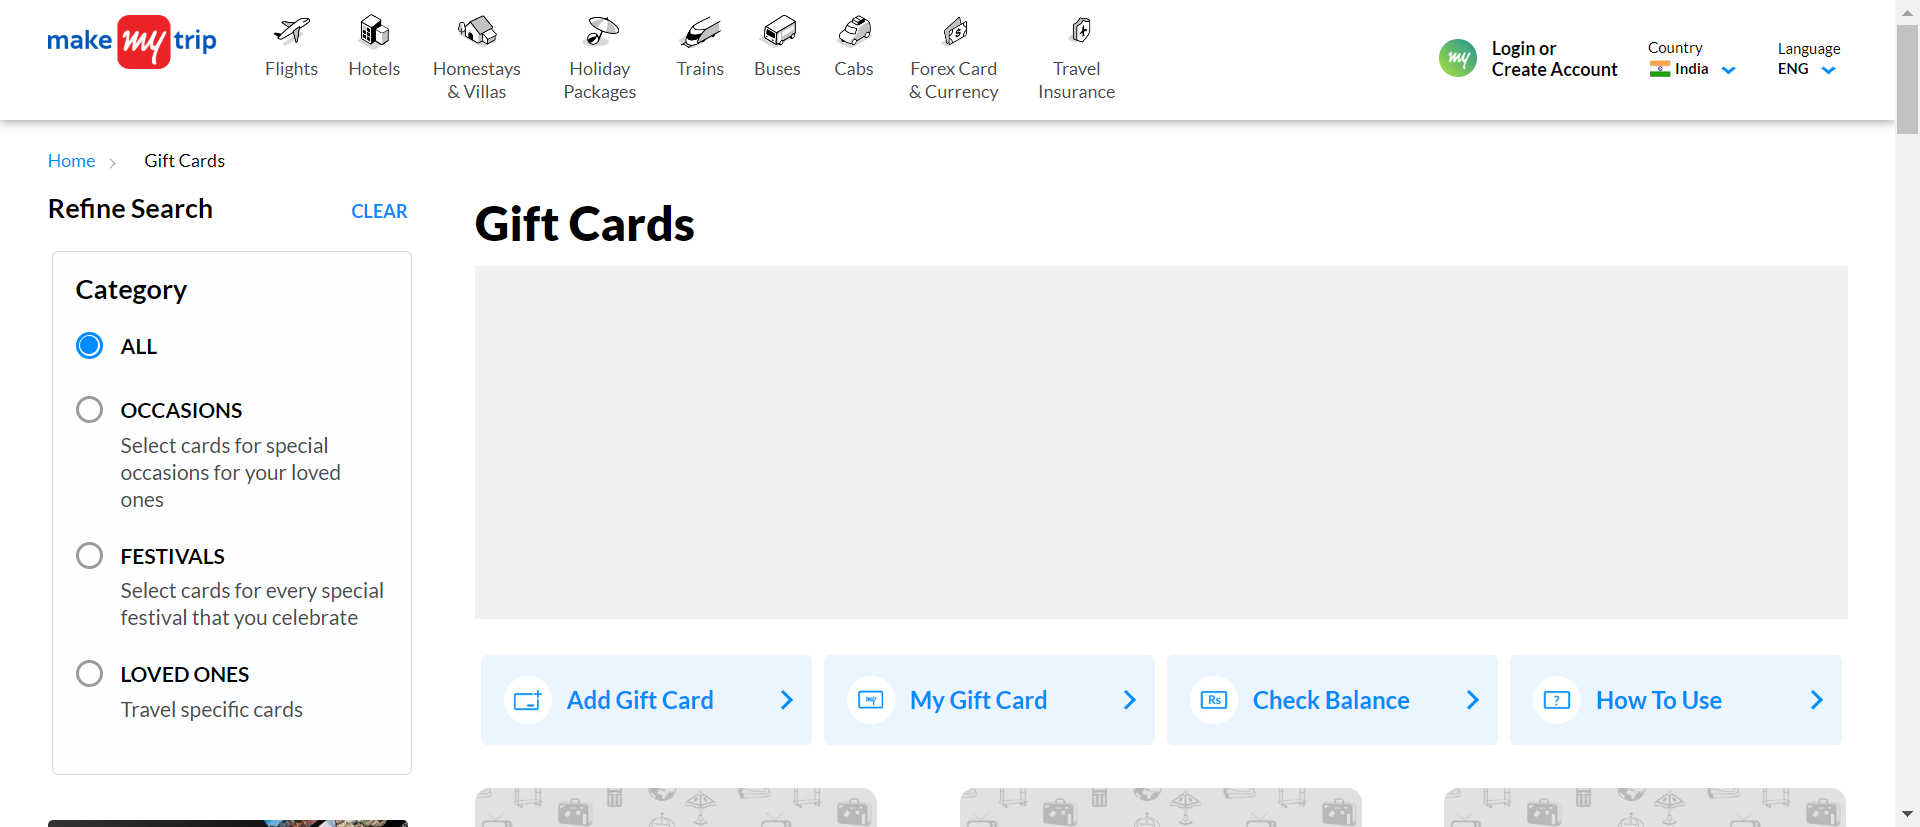 make my trip
Flights
Hotels
Homestays
& Villas
Holiday
Packages
Trains
Buses
Cabs
Forex Card
& Currency
Travel
Insurance
my
Login or
Create Account
Country
India
Language
ENG
Home
Gift Cards
Refine Search
CLEAR
Category
ALL
OCCASIONS
Select cards for special
occasions for your loved
ones
FESTIVALS
Select cards for every special
festival that you celebrate
LOVED ONES
Travel specific cards
Gift Cards
Add Gift Card
my
My Gift Card
Rs
Check Balance
?
How To Use